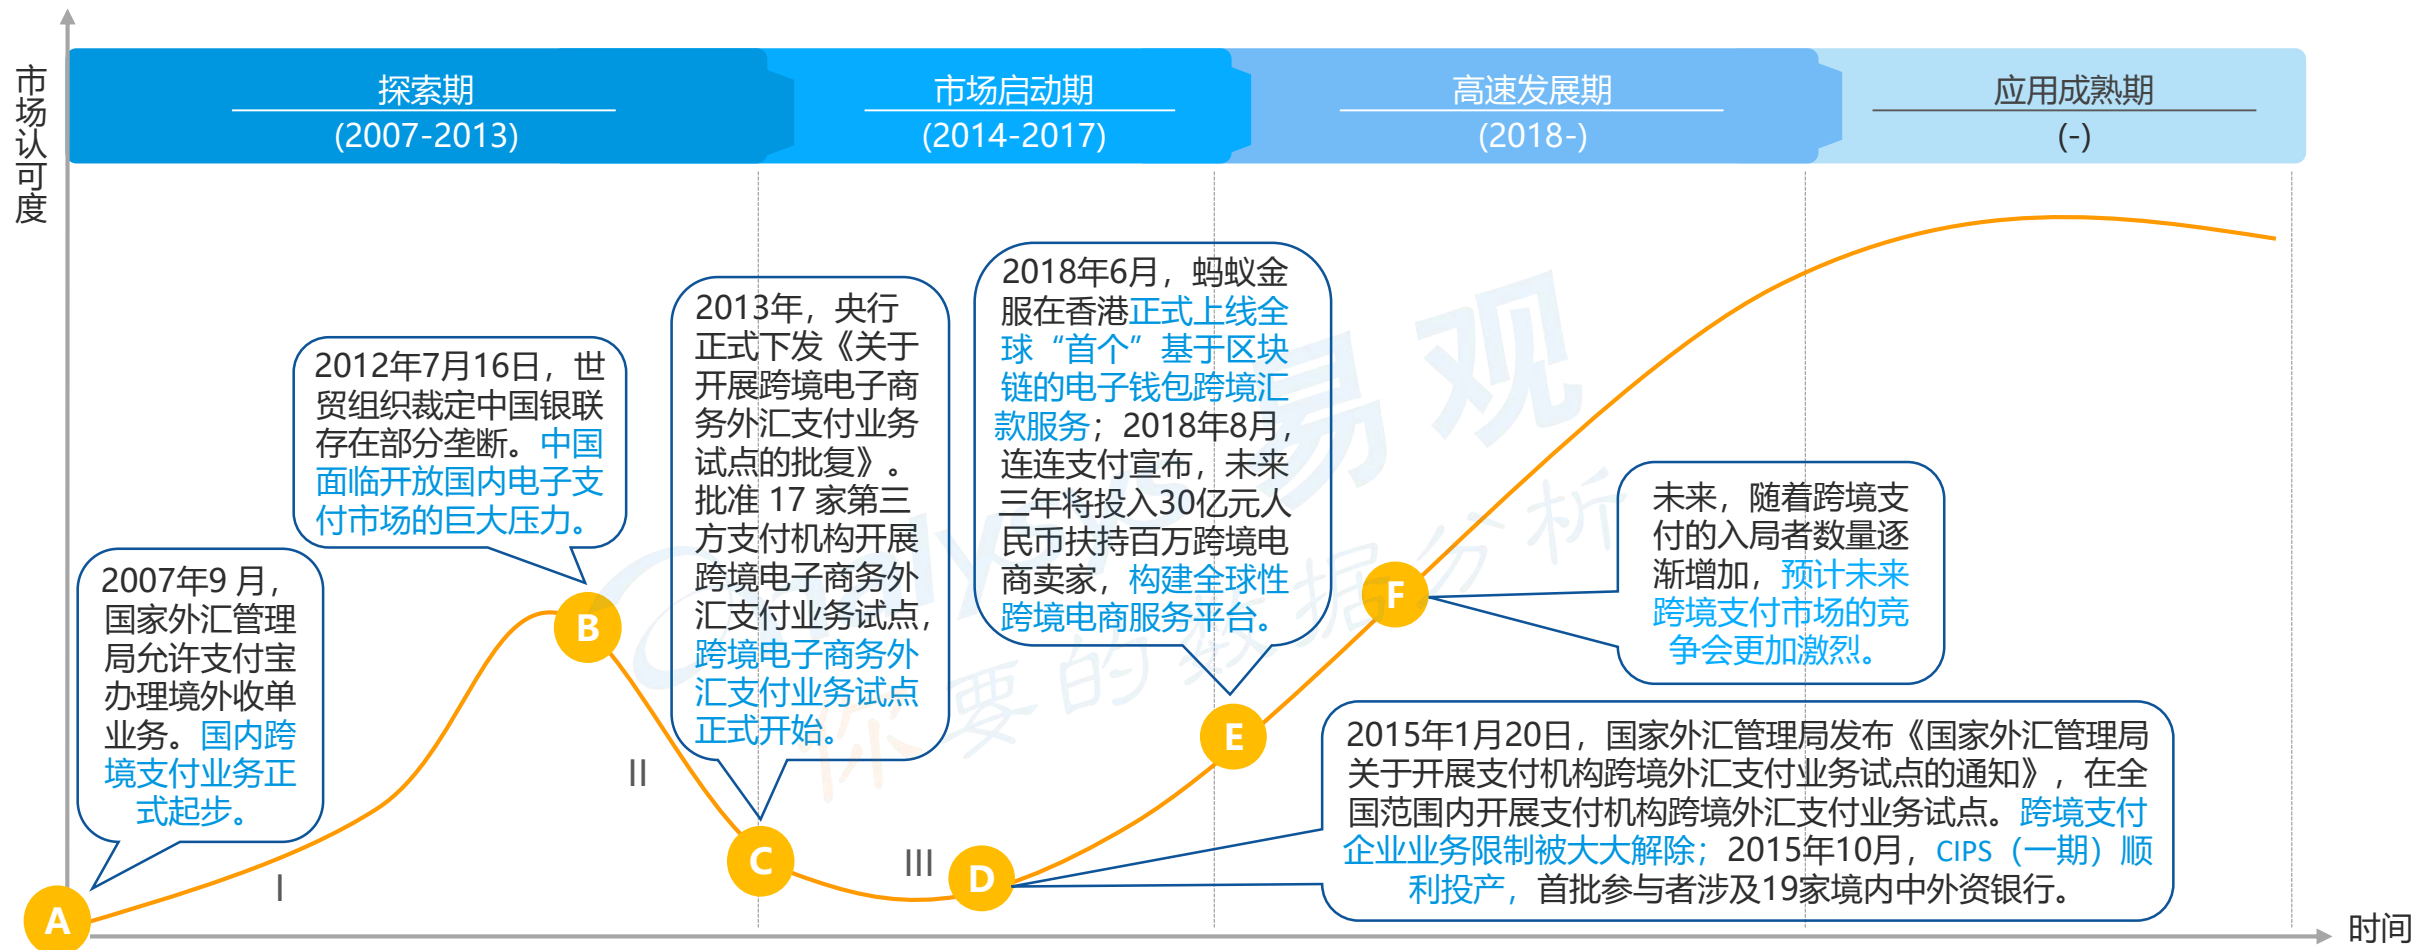 市场认可度
探索期
(2007-2013)
市场启动期
(2014-2017)
高速发展期
(2018-)
应用成熟期
(-)
2007年9 月，
国家外汇管理
局允许支付宝
办理境外收单
业务。国内跨
境支付业务正
式起步。
2012年7月16日，世
贸组织裁定中国银联
存在部分垄断。中国
面临开放国内电子支
付市场的巨大压力。
2013年，央行
正式下发《关于
开展跨境电子商
务外汇支付业务
试点的批复》。
批准 17 家第三
方支付机构开展
跨境电子商务外
汇支付业务试点，
跨境电子商务外
汇支付业务试点
正式开始。
2018年6月，蚂蚁金
服在香港正式上线全
球“首个”基于区块
链的电子钱包跨境汇
款服务；2018年8月，
连连支付宣布，未来
三年将投入30亿元人
民币扶持百万跨境电
商卖家，构建全球性
跨境电商服务平台。
未来，随着跨境支
付的入局者数量逐
渐增加，预计未来
跨境支付市场的竞
争会更加激烈。
2015年1月20日，国家外汇管理局发布《国家外汇管理局
关于开展支付机构跨境外汇支付业务试点的通知》，在全
国范围内开展支付机构跨境外汇支付业务试点。跨境支付
企业业务限制被大大解除；2015年10月，CIPS（一期）顺
利投产，首批参与者涉及19家境内中外资银行。
A
B
C
D
E
F
I
II
III
时间
analysys 易观
你要的数据分析